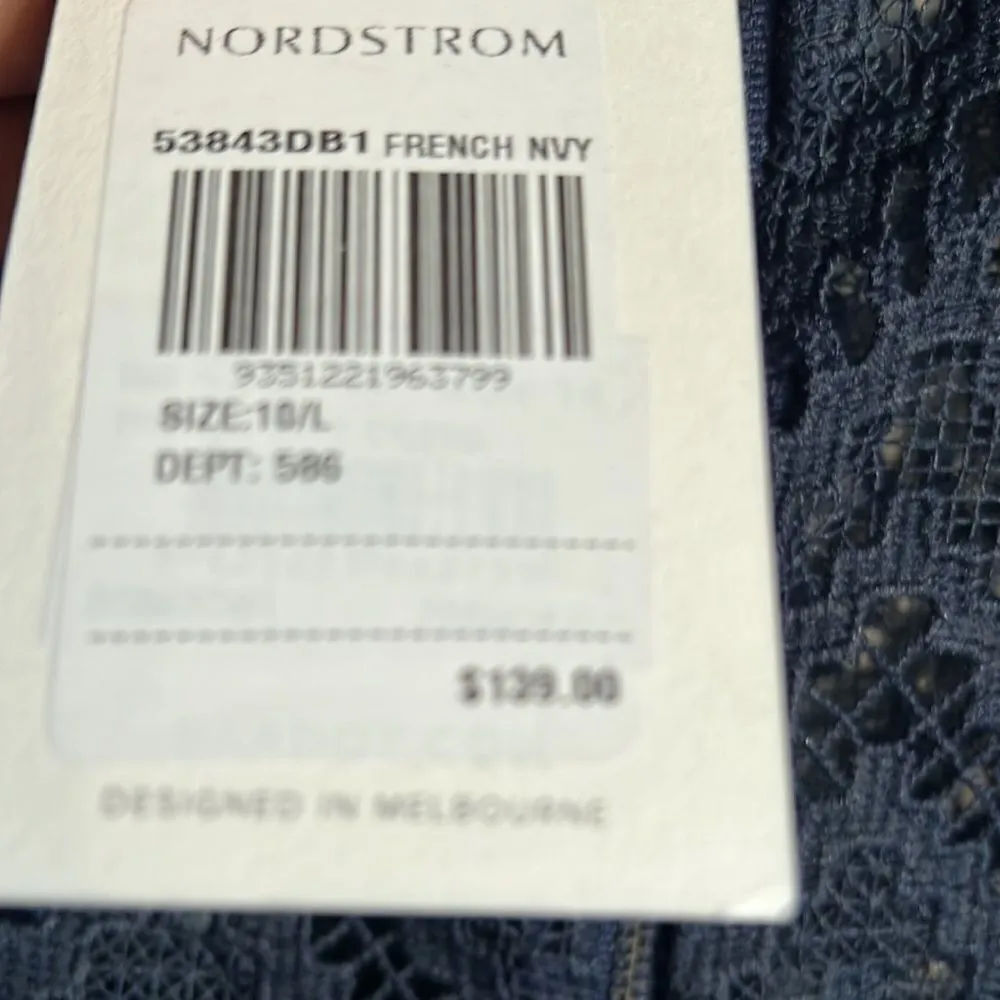 NORDSTROM
53843DB1 FRENCH NVY
9351221963799
SIZE:10/L
DEPT: 586
$139.00
DESIGNED IN MELBOURNE